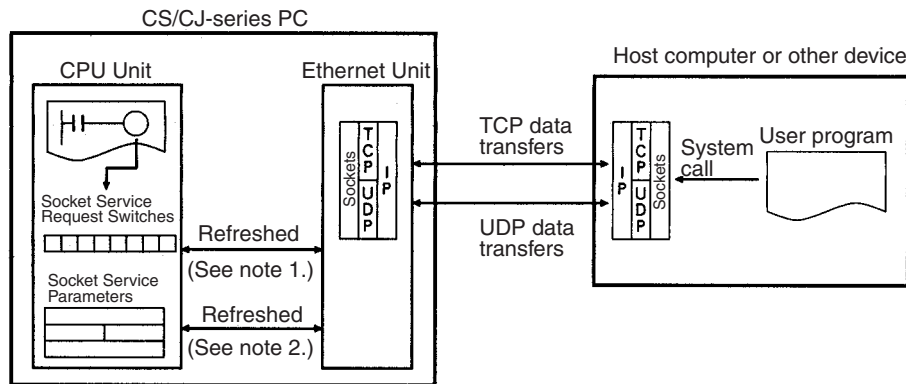 CS/CJ-series PC
CPU Unit
Ethernet Unit
Socket Service
Request Switches
Refreshed
(See note 1.)
Socket Service
Parameters
Refreshed
(See note 2.)
Sockets
TCP
UDP
IP
TCP data
transfers
UDP data
transfers
Host computer or other device
IP
TCP
UDP
Sockets
System
call
User program